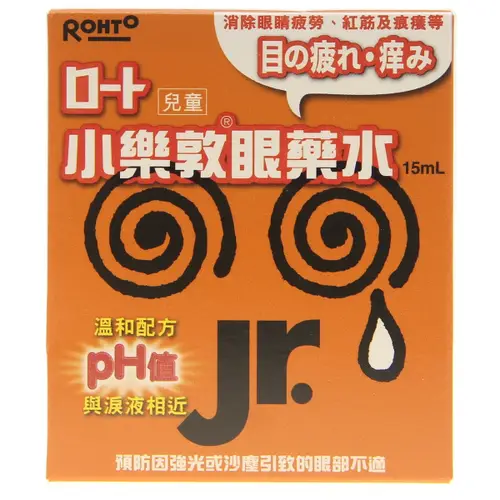 ROHTO
消除眼睛疲勞、紅筋及痕癢等
目の疲れ・痒み
ロート
兒童
小樂敦眼藥水®
15mL
溫和配方
pH值
與淚液相近
Jr.
預防因強光或沙塵引致的眼部不適